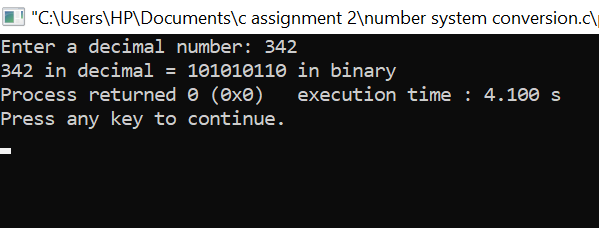 "C:\Users\HP\Documents\c assignment 2\number system conversion.c\
Enter a decimal number: 342
342 in decimal = 101010110 in binary
Process returned 0 (0x0)   execution time : 4.100 s
Press any key to continue.